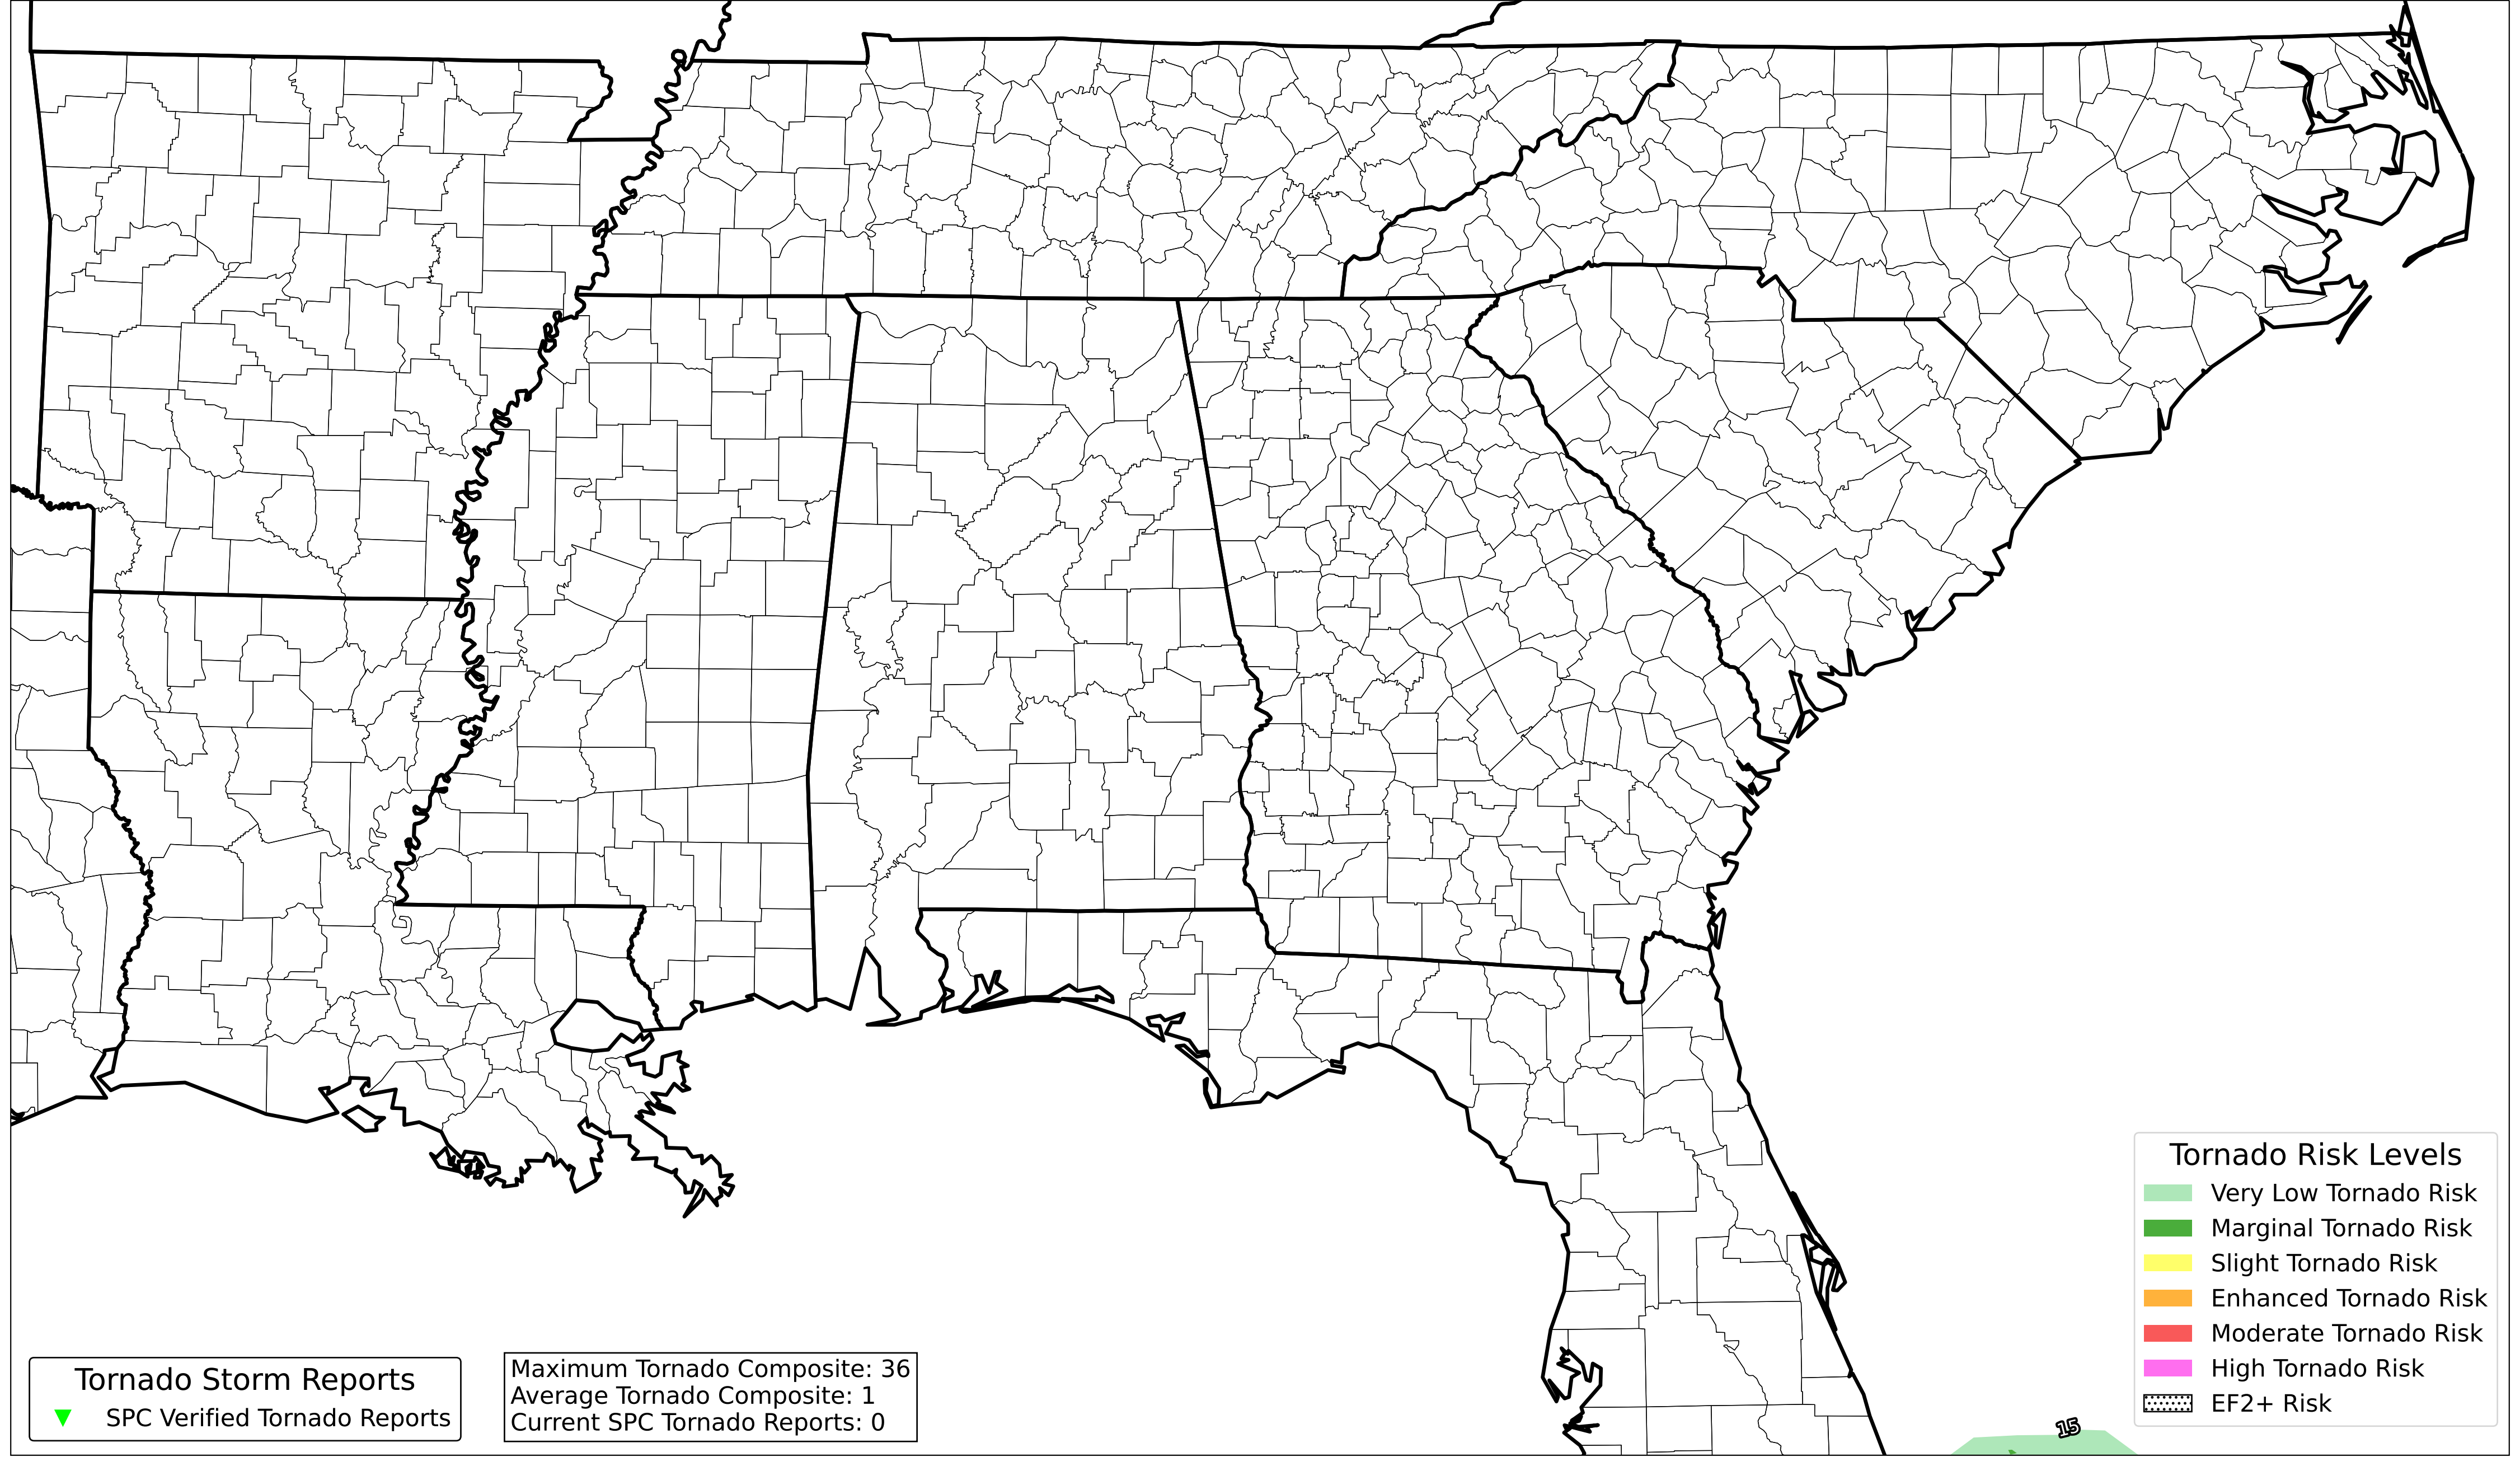 Tornado Risk Levels
Very Low Tornado Risk
Marginal Tornado Risk
Slight Tornado Risk
Enhanced Tornado Risk
Moderate Tornado Risk
High Tornado Risk
EF2+ Risk
Tornado Storm Reports
SPC Verified Tornado Reports
Maximum Tornado Composite: 36
Average Tornado Composite: 1
Current SPC Tornado Reports: 0
15